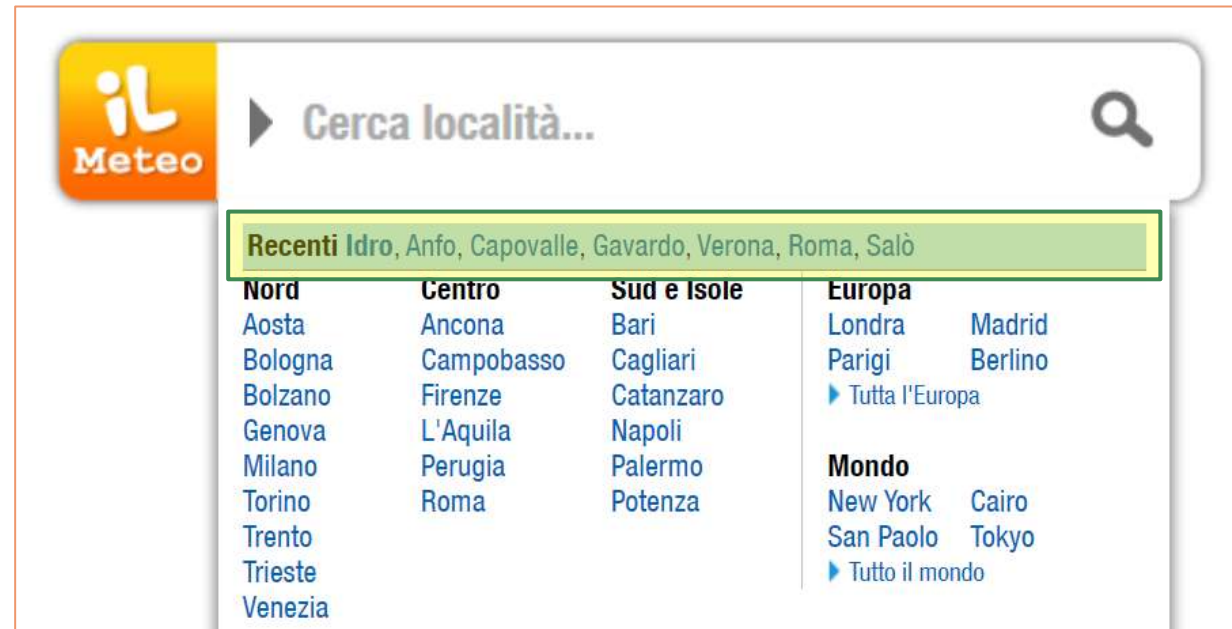 iL
Meteo
Cerca località...
Recenti Idro, Anfo, Capovalle, Gavardo, Verona, Roma, Salò
Nord
Aosta
Bologna
Bolzano
Genova
Milano
Torino
Trento
Trieste
Venezia
Centro
Ancona
Campobasso
Firenze
L'Aquila
Perugia
Roma
Sud e Isole
Bari
Cagliari
Catanzaro
Napoli
Palermo
Potenza
Europa
Londra Madrid
Parigi Berlino
Tutta l'Europa
Mondo
New York Cairo
San Paolo Tokyo
Tutto il mondo